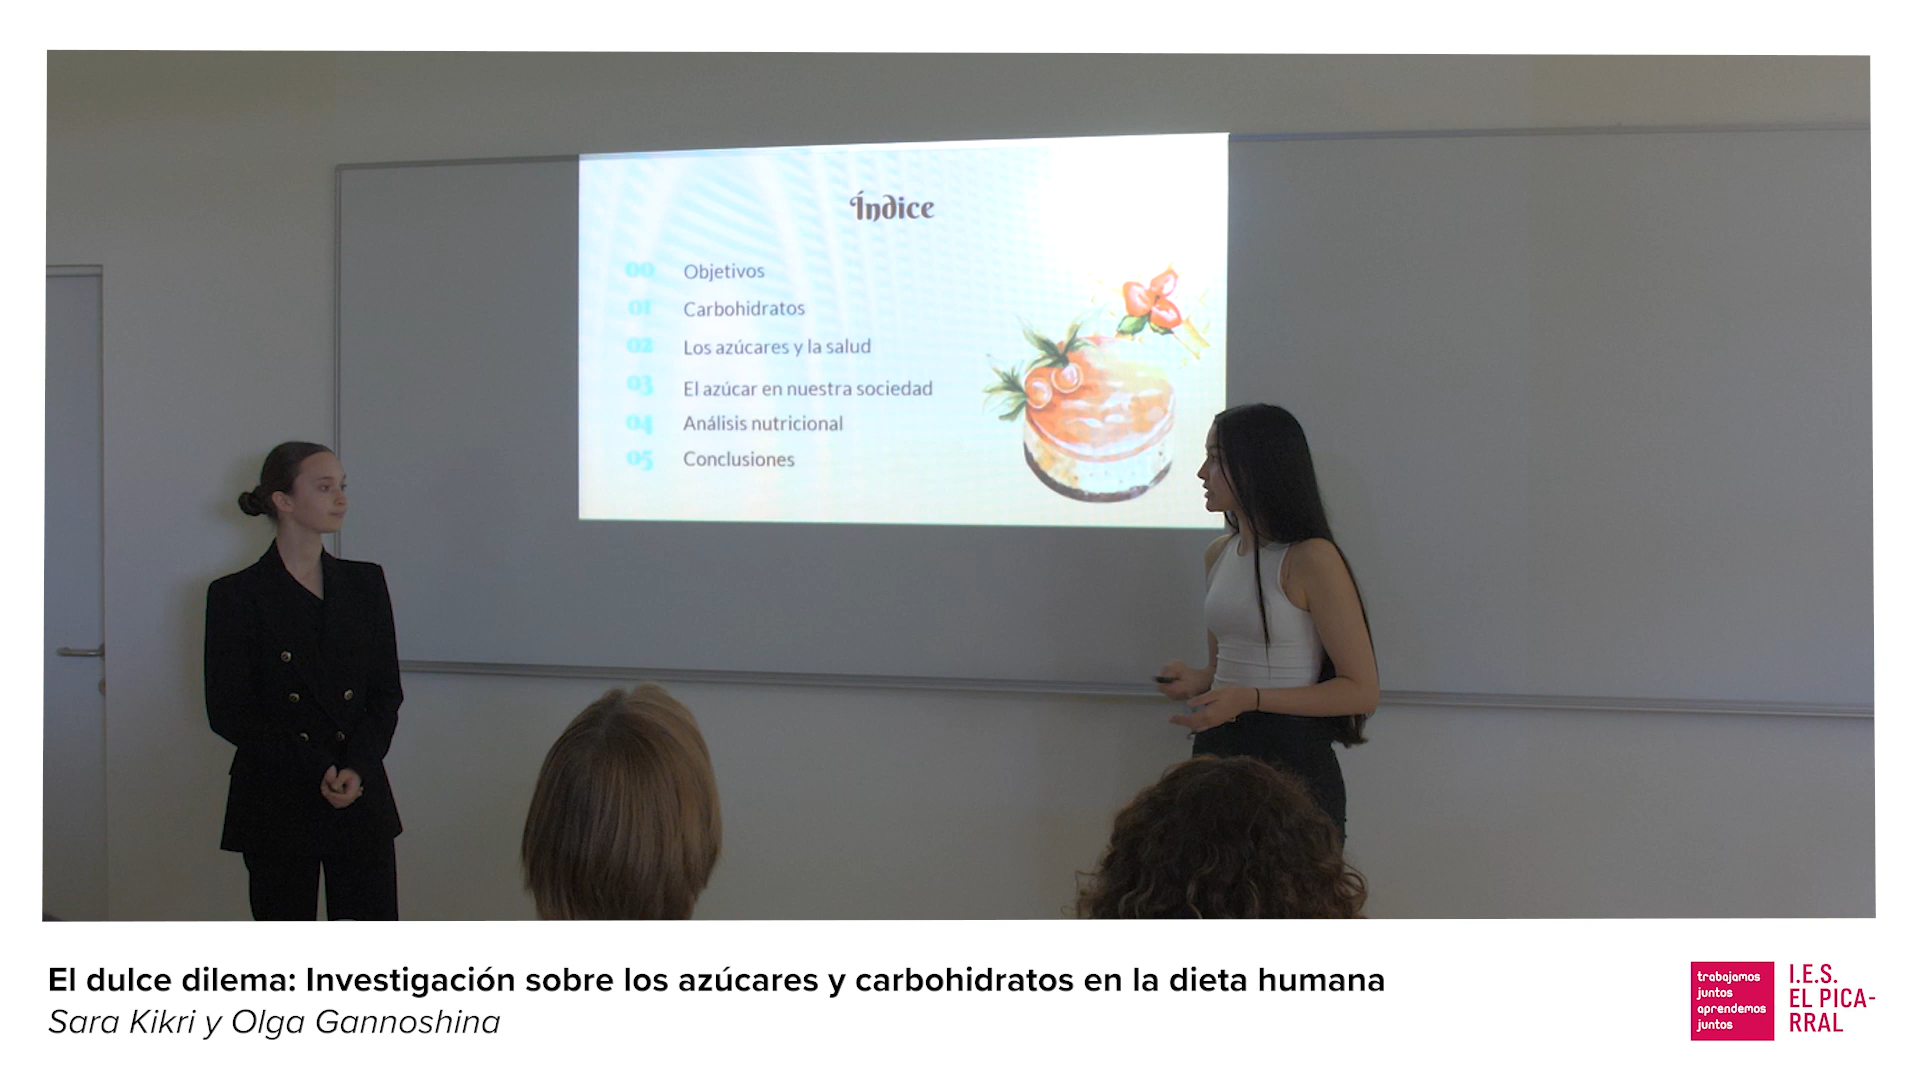 Índice
00 Objetivos
01 Carbohidratos
02 Los azúcares y la salud
03 El azúcar en nuestra sociedad
04 Análisis nutricional
05 Conclusiones
El dulce dilema: Investigación sobre los azúcares y carbohidratos en la dieta humana
Sara Kikri y Olga Gannoshina
trabajamos
juntos
aprendemos
juntos
I.E.S.
EL PICA-
RRAL